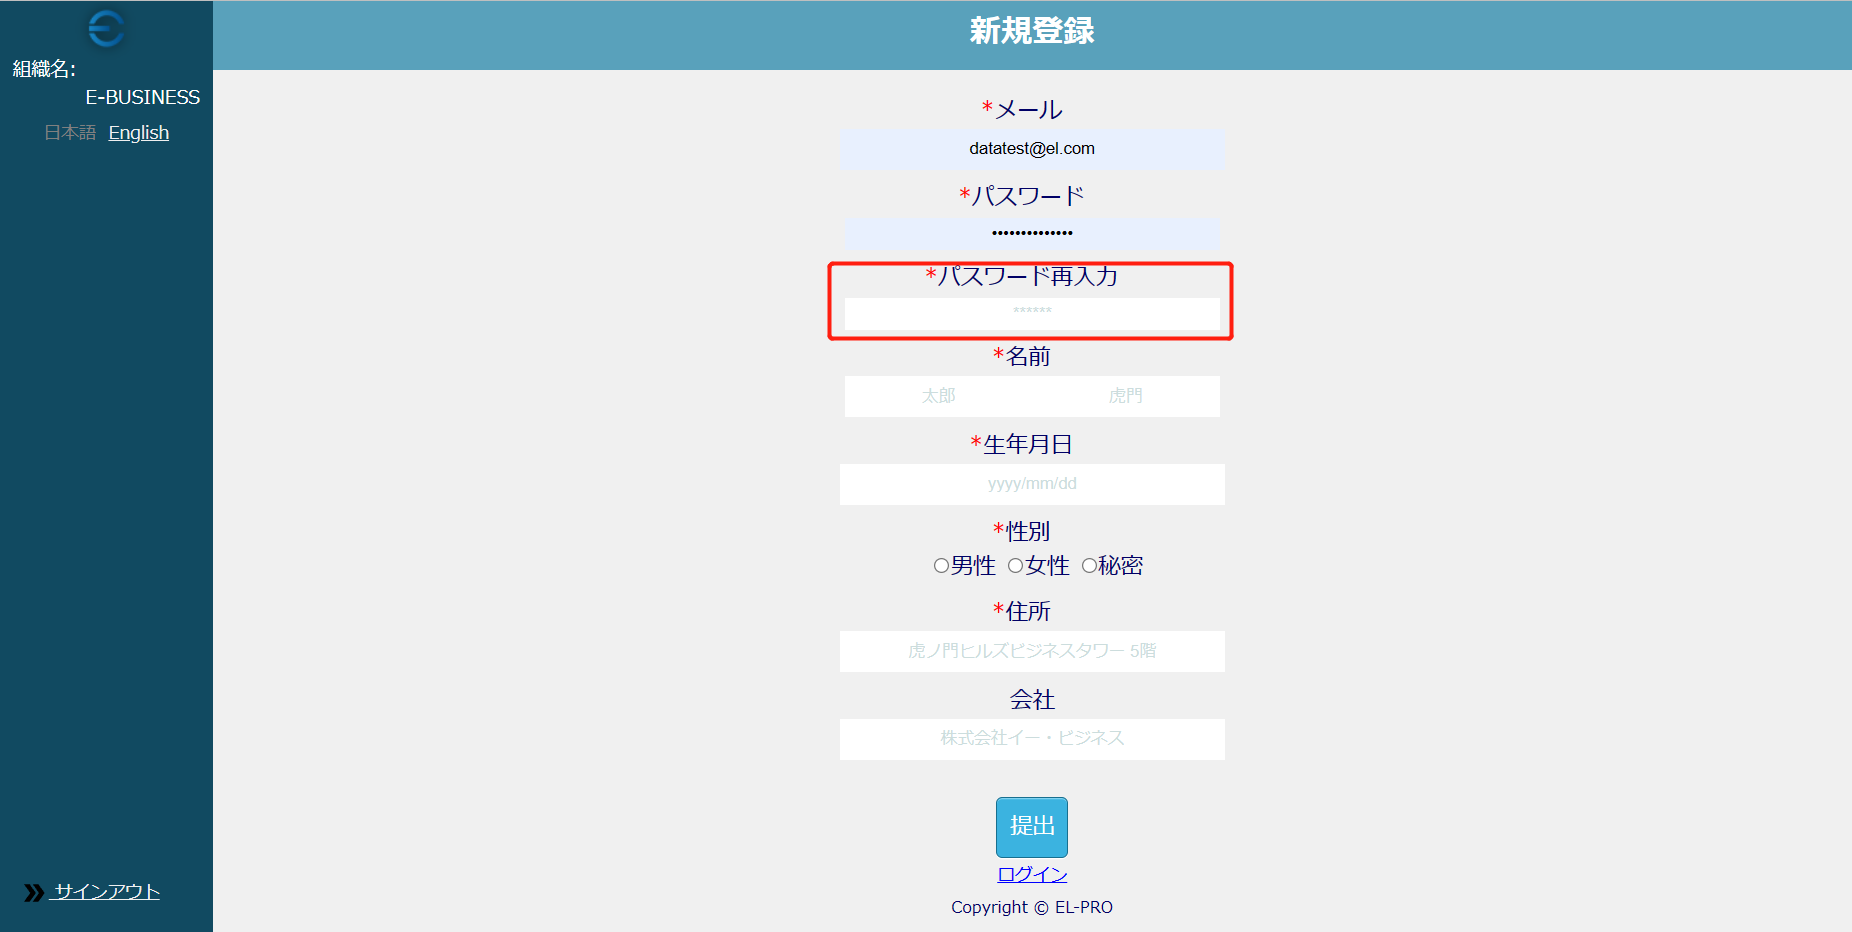 組織名:
E-BUSINESS
日本語 English
サインアウト
新規登録
*メール
datatest@el.com
*パスワード
••••••••••••••
*パスワード再入力
******
*名前
太郎 虎門
*生年月日
yyyy/mm/dd
*性別
男性 女性 秘密
*住所
虎ノ門ヒルズビジネスタワー 5階
会社
株式会社イー・ビジネス
提出
ログイン
Copyright © EL-PRO